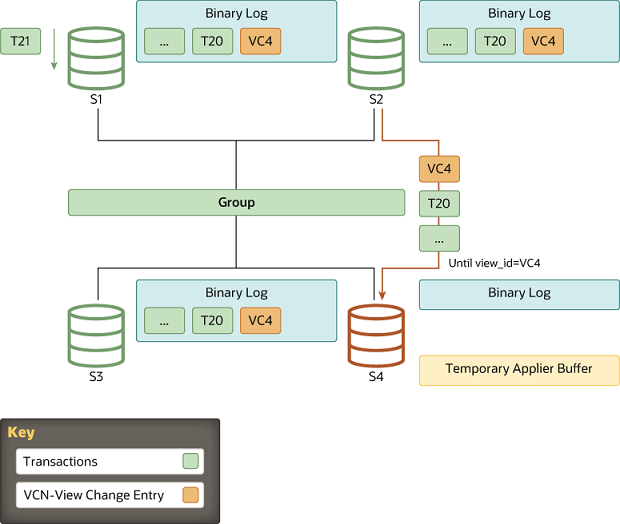 T21
Binary Log
... T20 VC4
S1
Binary Log
... T20 VC4
S2
VC4
T20
...
Until view_id=VC4
Group
Binary Log
... T20 VC4
S3
S4
Binary Log
Temporary Applier Buffer
Key
Transactions
VCN-View Change Entry